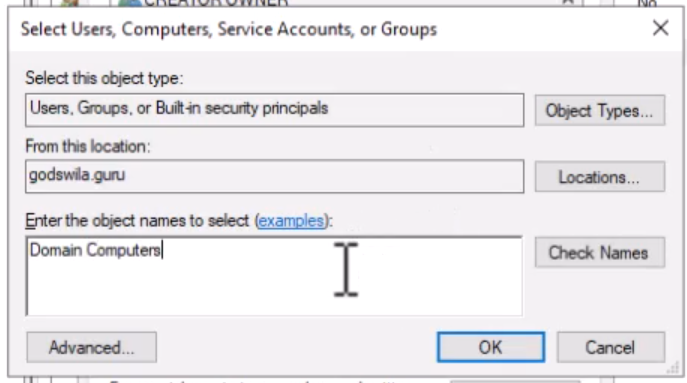 CREATOR OWNER
No
Select Users, Computers, Service Accounts, or Groups
Select this object type:
Users, Groups, or Built-in security principals
Object Types...
From this location:
godswila.guru
Locations...
Enter the object names to select (examples):
Domain Computers
Check Names
Advanced...
OK
Cancel